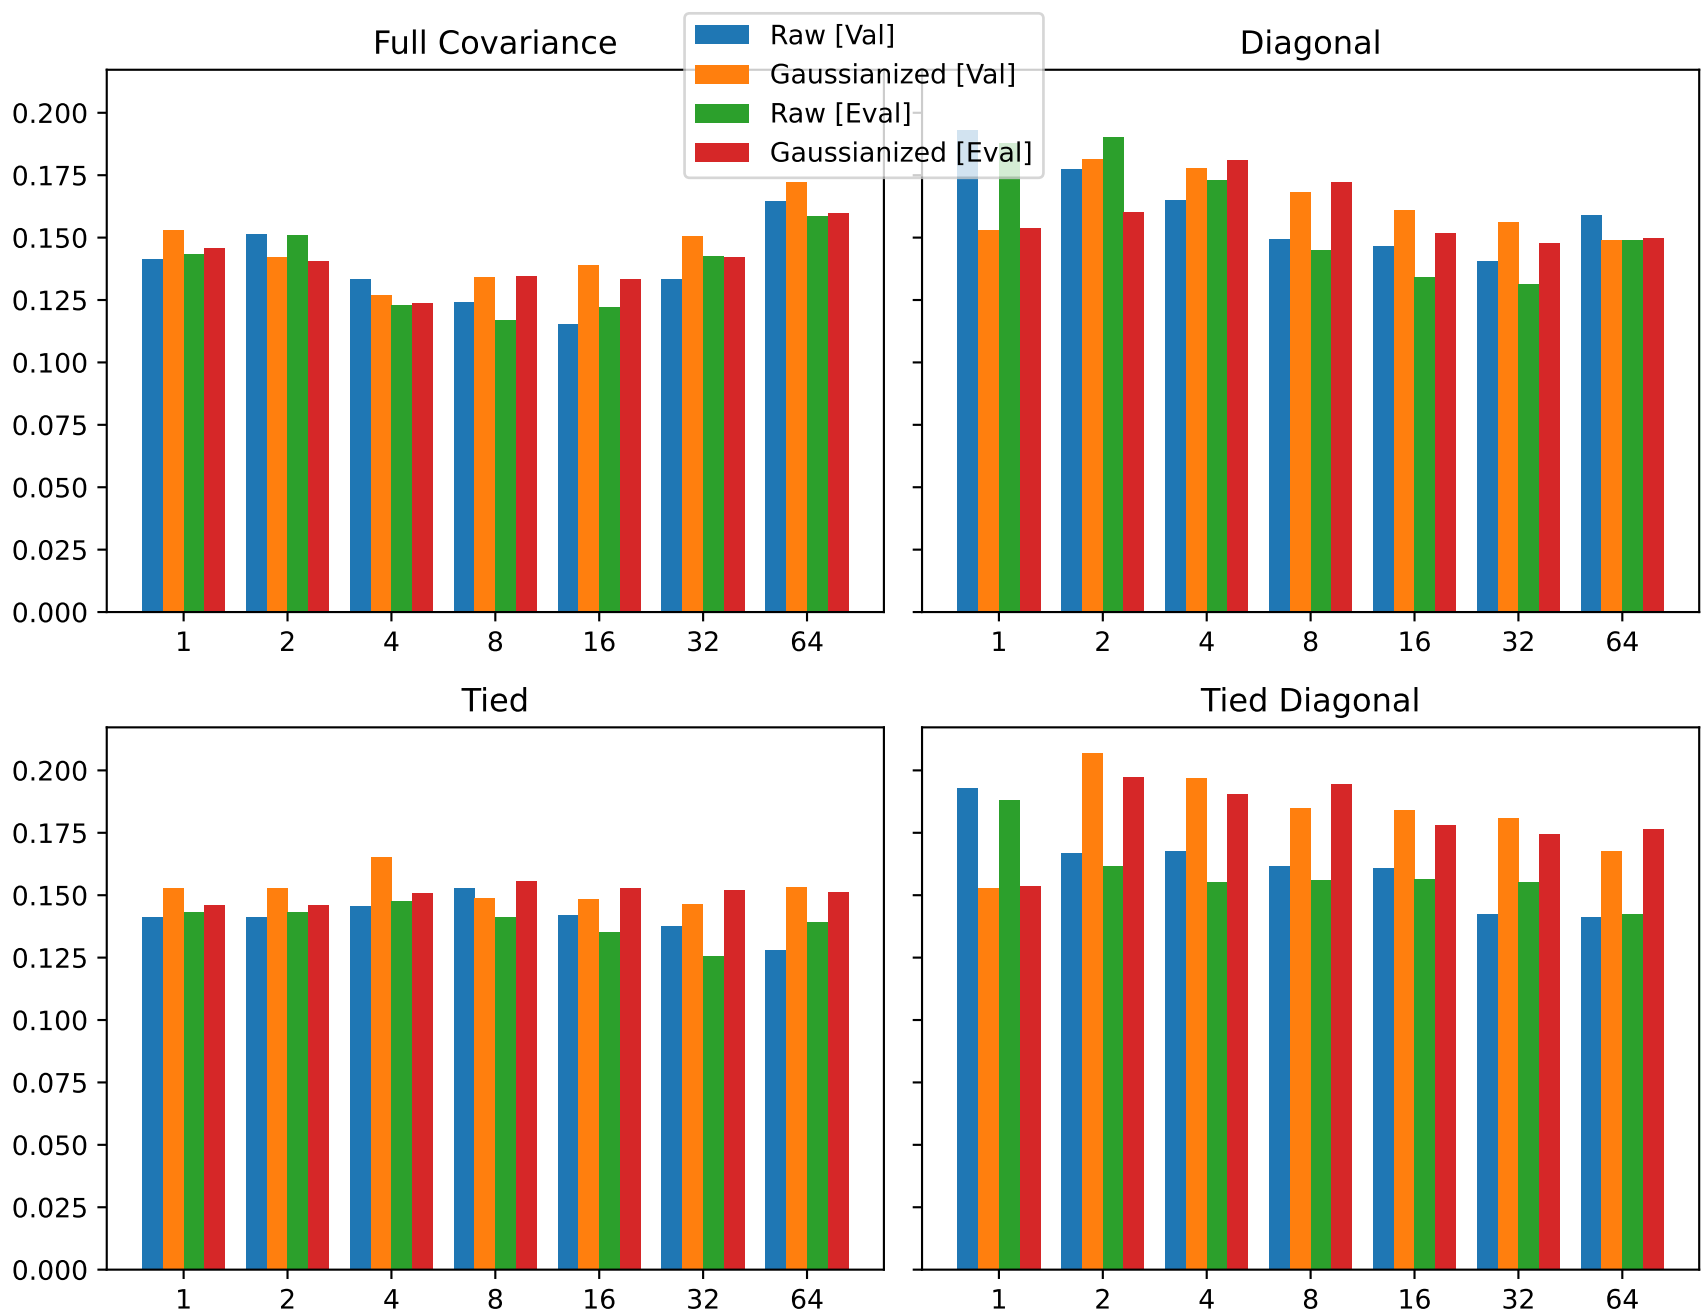 Full Covariance
Diagonal
Raw [Val]
Gaussianized [Val]
Raw [Eval]
Gaussianized [Eval]
0.200
0.175
0.150
0.125
0.100
0.075
0.050
0.025
0.000
1 2 4 8 16 32 64
1 2 4 8 16 32 64
Tied
Tied Diagonal
0.200
0.175
0.150
0.125
0.100
0.075
0.050
0.025
0.000
1 2 4 8 16 32 64
1 2 4 8 16 32 64